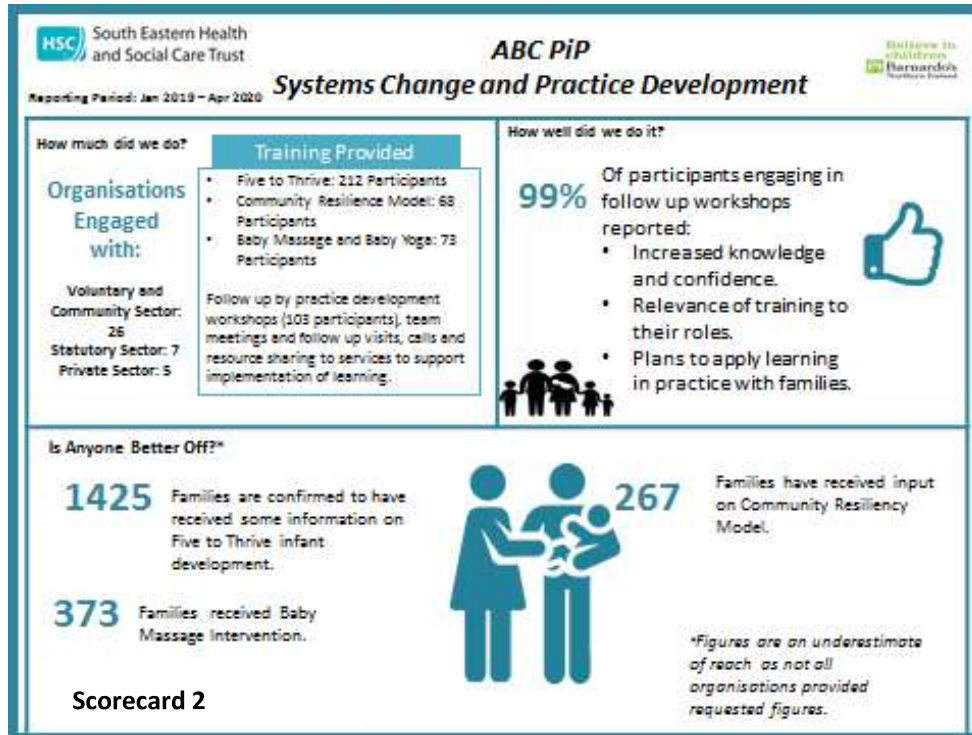 HSC South Eastern Health
and Social Care Trust
ABC PiP
Systems Change and Practice Development
Believe in
children
Barnardo's
Northern Ireland
Reporting Period: Jan 2019 – Apr 2020
How much did we do?
Organisations
Engaged
with:
Voluntary and
Community Sector:
26
Statutory Sector: 7
Private Sector: 5
Training Provided
• Five to Thrive: 212 Participants
• Community Resilience Model: 68
Participants
• Baby Massage and Baby Yoga: 73
Participants
Follow up by practice development
workshops (103 participants), team
meetings and follow up visits, calls and
resource sharing to services to support
implementation of learning.
How well did we do it?
99%
Of participants engaging in
follow up workshops
reported:
• Increased knowledge
and confidence.
• Relevance of training to
their roles.
• Plans to apply learning
in practice with families.
Is Anyone Better Off?*
1425
Families are confirmed to have
received some information on
Five to Thrive infant
development.
373
Families received Baby
Massage Intervention.
267
Families have received input
on Community Resiliency
Model.
*Figures are an underestimate
of reach as not all
organisations provided
requested figures.
Scorecard 2